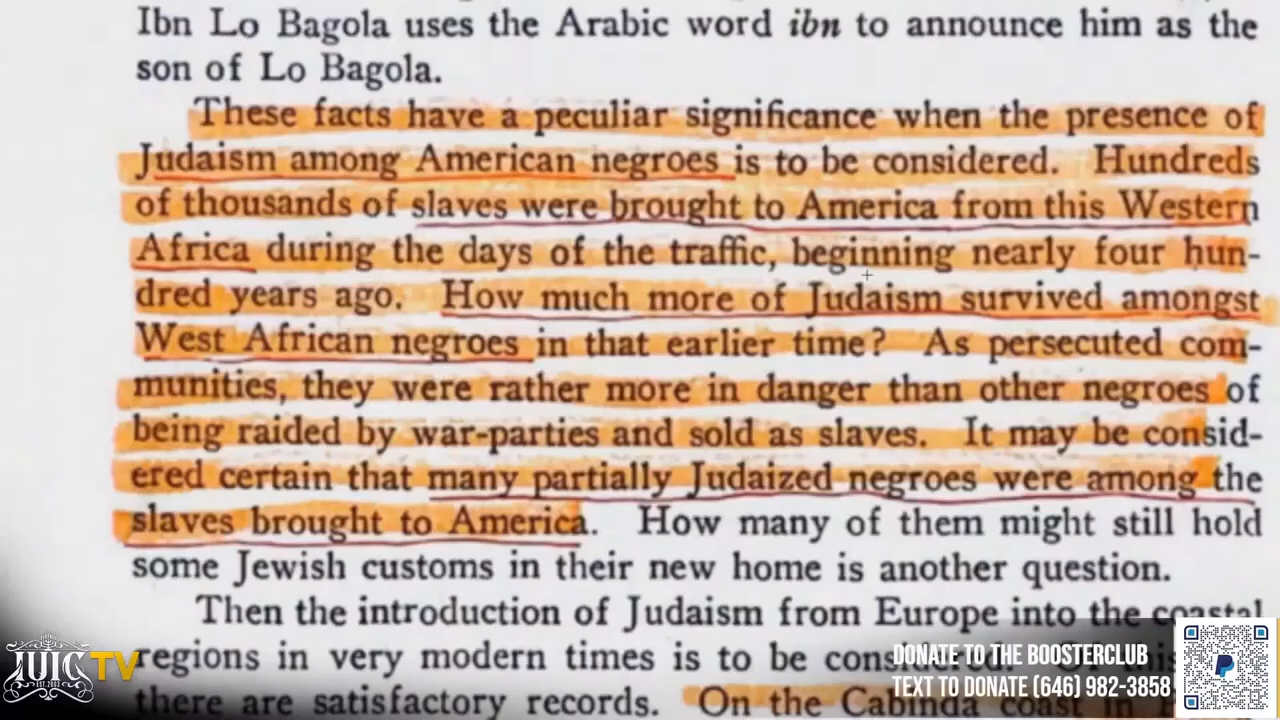 Ibn Lo Bagola uses the Arabic word ibn to announce him as the
son of Lo Bagola.
These facts have a peculiar significance when the presence of
Judaism among American negroes is to be considered. Hundreds
of thousands of slaves were brought to America from this Western
Africa during the days of the traffic, beginning nearly four hun-
dred years ago. How much more of Judaism survived amongst
West African negroes in that earlier time? As persecuted com-
munities, they were rather more in danger than other negroes of
being raided by war-parties and sold as slaves. It may be consid-
ered certain that many partially Judaized negroes were among the
slaves brought to America. How many of them might still hold
some Jewish customs in their new home is another question.
Then the introduction of Judaism from Europe into the coastal
regions in very modern times is to be
there are satisfactory records. On the Cabinda coast in
IUIC TV
EST. 2003
DONATE TO THE BOOSTERCLUB
TEXT TO DONATE (646) 982-3858